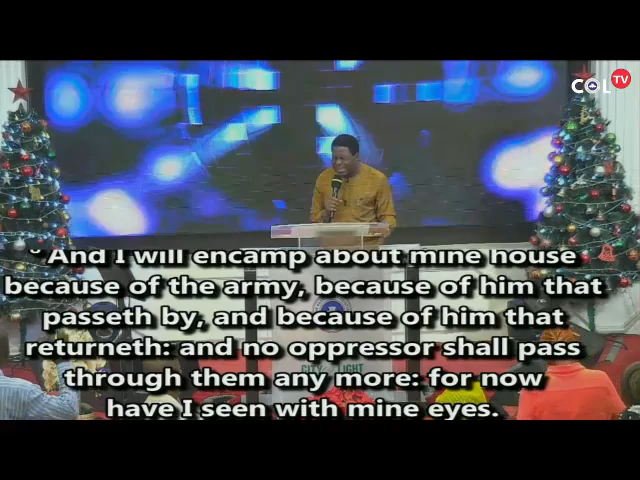 COL TV
And I will encamp about mine house
because of the army, because of him that
passeth by, and because of him that
returneth: and no oppressor shall pass
through them any more: for now
have I seen with mine eyes.